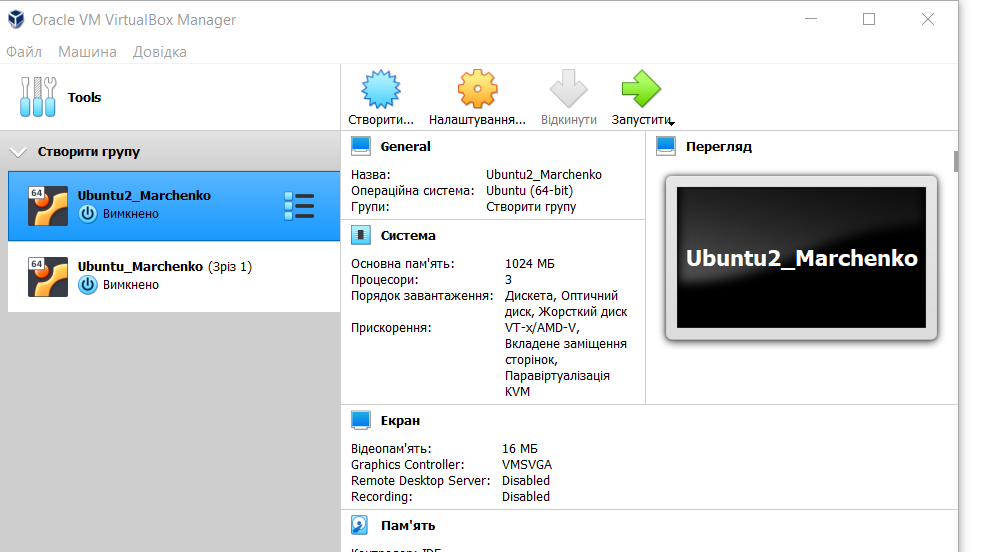 Oracle VM VirtualBox Manager
Файл Машина Довідка
Tools
Створити... Налаштування... Відкинути Запустити
Створити групу
64
Ubuntu2_Marchenko
Вимкнено
64
Ubuntu_Marchenko (Зріз 1)
Вимкнено
General
Назва: Ubuntu2_Marchenko
Операційна система: Ubuntu (64-bit)
Групи: Створити групу
Система
Основна пам'ять: 1024 МБ
Процесори: 3
Порядок завантаження: Дискета, Оптичний
диск, Жорсткий диск
Прискорення: VT-x/AMD-V,
Вкладене заміщення
сторінок,
Паравіртуалізація
KVM
Перегляд
Ubuntu2_Marchenko
Екран
Відеопам'ять: 16 МБ
Graphics Controller: VMSVGA
Remote Desktop Server: Disabled
Recording: Disabled
Пам'ять
Контролер: IDE